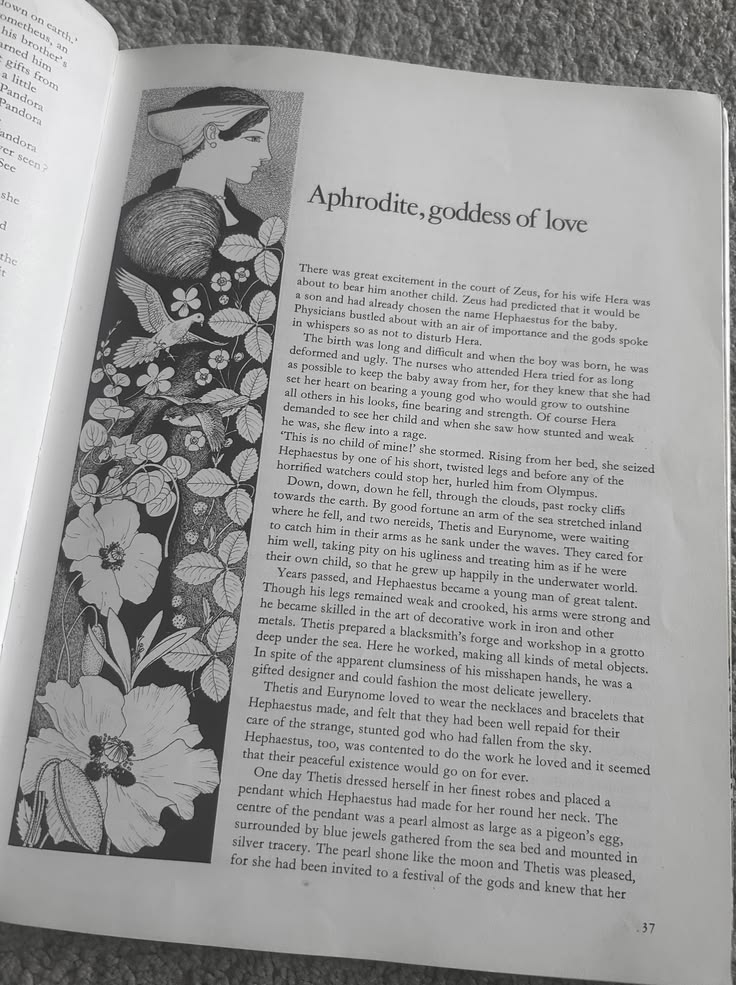 down on earth.'
ometheus, an
his brother's
arned him
gifts from
a little
Pandora
Pandora
andora
ver seen?
See
she
d
the
it
Aphrodite, goddess of love
There was great excitement in the court of Zeus, for his wife Hera was
about to bear him another child. Zeus had predicted that it would be
a son and had already chosen the name Hephaestus for the baby.
Physicians bustled about with an air of importance and the gods spoke
in whispers so as not to disturb Hera.
The birth was long and difficult and when the boy was born, he was
deformed and ugly. The nurses who attended Hera tried for as long
as possible to keep the baby away from her, for they knew that she had
set her heart on bearing a young god who would grow to outshine
all others in his looks, fine bearing and strength. Of course Hera
demanded to see her child and when she saw how stunted and weak
he was, she flew into a rage.
'This is no child of mine!' she stormed. Rising from her bed, she seized
Hephaestus by one of his short, twisted legs and before any of the
horrified watchers could stop her, hurled him from Olympus.
Down, down, down he fell, through the clouds, past rocky cliffs
towards the earth. By good fortune an arm of the sea stretched inland
where he fell, and two nereids, Thetis and Eurynome, were waiting
to catch him in their arms as he sank under the waves. They cared for
him well, taking pity on his ugliness and treating him as if he were
their own child, so that he grew up happily in the underwater world.
Years passed, and Hephaestus became a young man of great talent.
Though his legs remained weak and crooked, his arms were strong and
he became skilled in the art of decorative work in iron and other
metals. Thetis prepared a blacksmith's forge and workshop in a grotto
deep under the sea. Here he worked, making all kinds of metal objects.
In spite of the apparent clumsiness of his misshapen hands, he was a
gifted designer and could fashion the most delicate jewellery.
Thetis and Eurynome loved to wear the necklaces and bracelets that
Hephaestus made, and felt that they had been well repaid for their
care of the strange, stunted god who had fallen from the sky.
Hephaestus, too, was contented to do the work he loved and it seemed
that their peaceful existence would go on for ever.
One day Thetis dressed herself in her finest robes and placed a
pendant which Hephaestus had made for her round her neck. The
centre of the pendant was a pearl almost as large as a pigeon's egg,
surrounded by blue jewels gathered from the sea bed and mounted in
silver tracery. The pearl shone like the moon and Thetis was pleased,
for she had been invited to a festival of the gods and knew that her
37